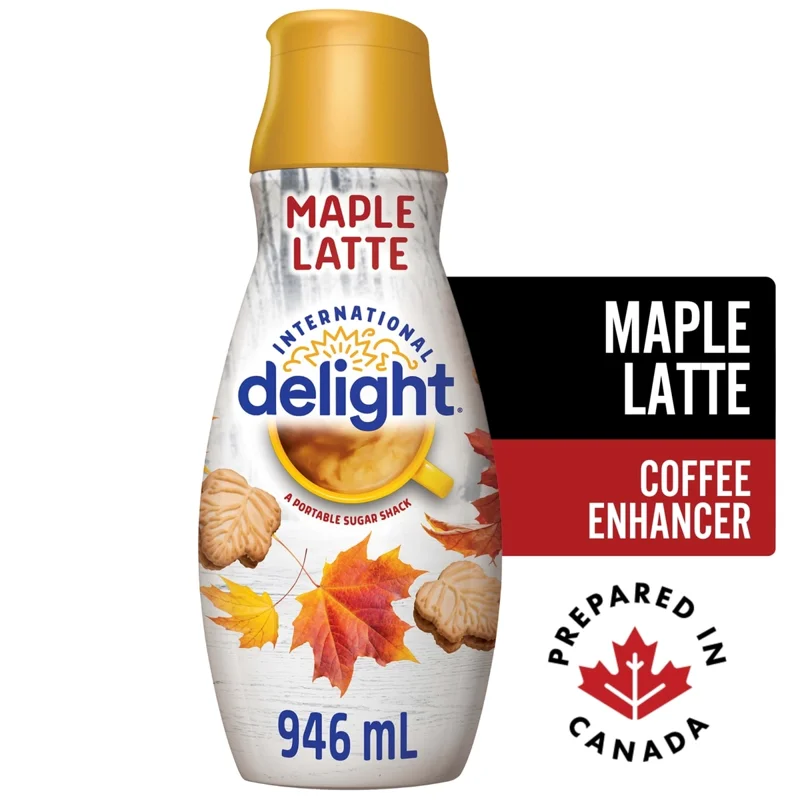 MAPLE
LATTE
INTERNATIONAL
delight®
A PORTABLE SUGAR SHACK
946 mL
MAPLE
LATTE
COFFEE
ENHANCER
PREPARED IN
CANADA